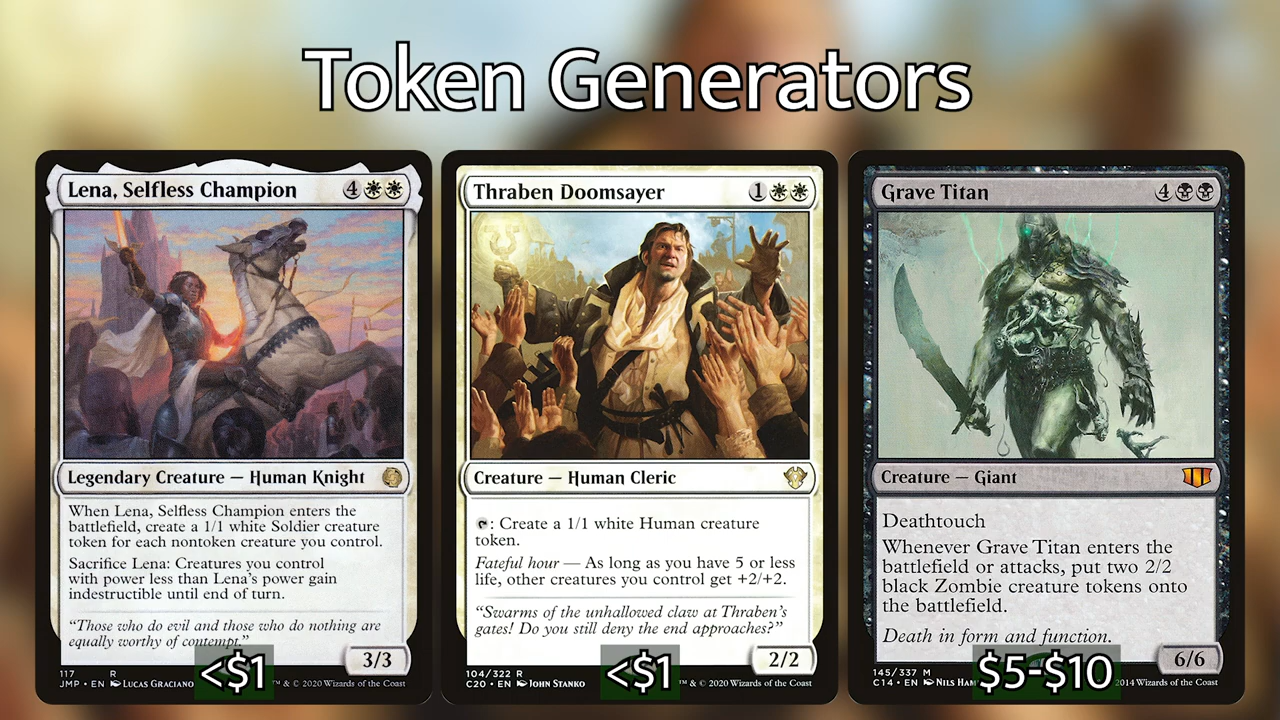 Token Generators
Lena, Selfless Champion 4
Legendary Creature — Human Knight
When Lena, Selfless Champion enters the
battlefield, create a 1/1 white Soldier creature
token for each nontoken creature you control.
Sacrifice Lena: Creatures you control
with power less than Lena's power gain
indestructible until end of turn.
"Those who do evil and those who do nothing are
equally worthy of contempt."
3/3
117 R
JMP • EN LUCAS GRACIANO
™ & © 2020 Wizards of the Coast
<$1
Thraben Doomsayer 1
Creature — Human Cleric
: Create a 1/1 white Human creature
token.
Fateful hour — As long as you have 5 or less
life, other creatures you control get +2/+2.
"Swarms of the unhallowed claw at Thraben's
gates! Do you still deny the end approaches?"
2/2
104/322 R
C20 • EN JOHN STANKO
™ & © 2020 Wizards of the Coast
<$1
Grave Titan 4
Creature — Giant
Deathtouch
Whenever Grave Titan enters the
battlefield or attacks, put two 2/2
black Zombie creature tokens onto
the battlefield.
Death in form and function.
6/6
145/337 M
C14 • EN NILS
2014 Wizards of the Coast
$5-$10